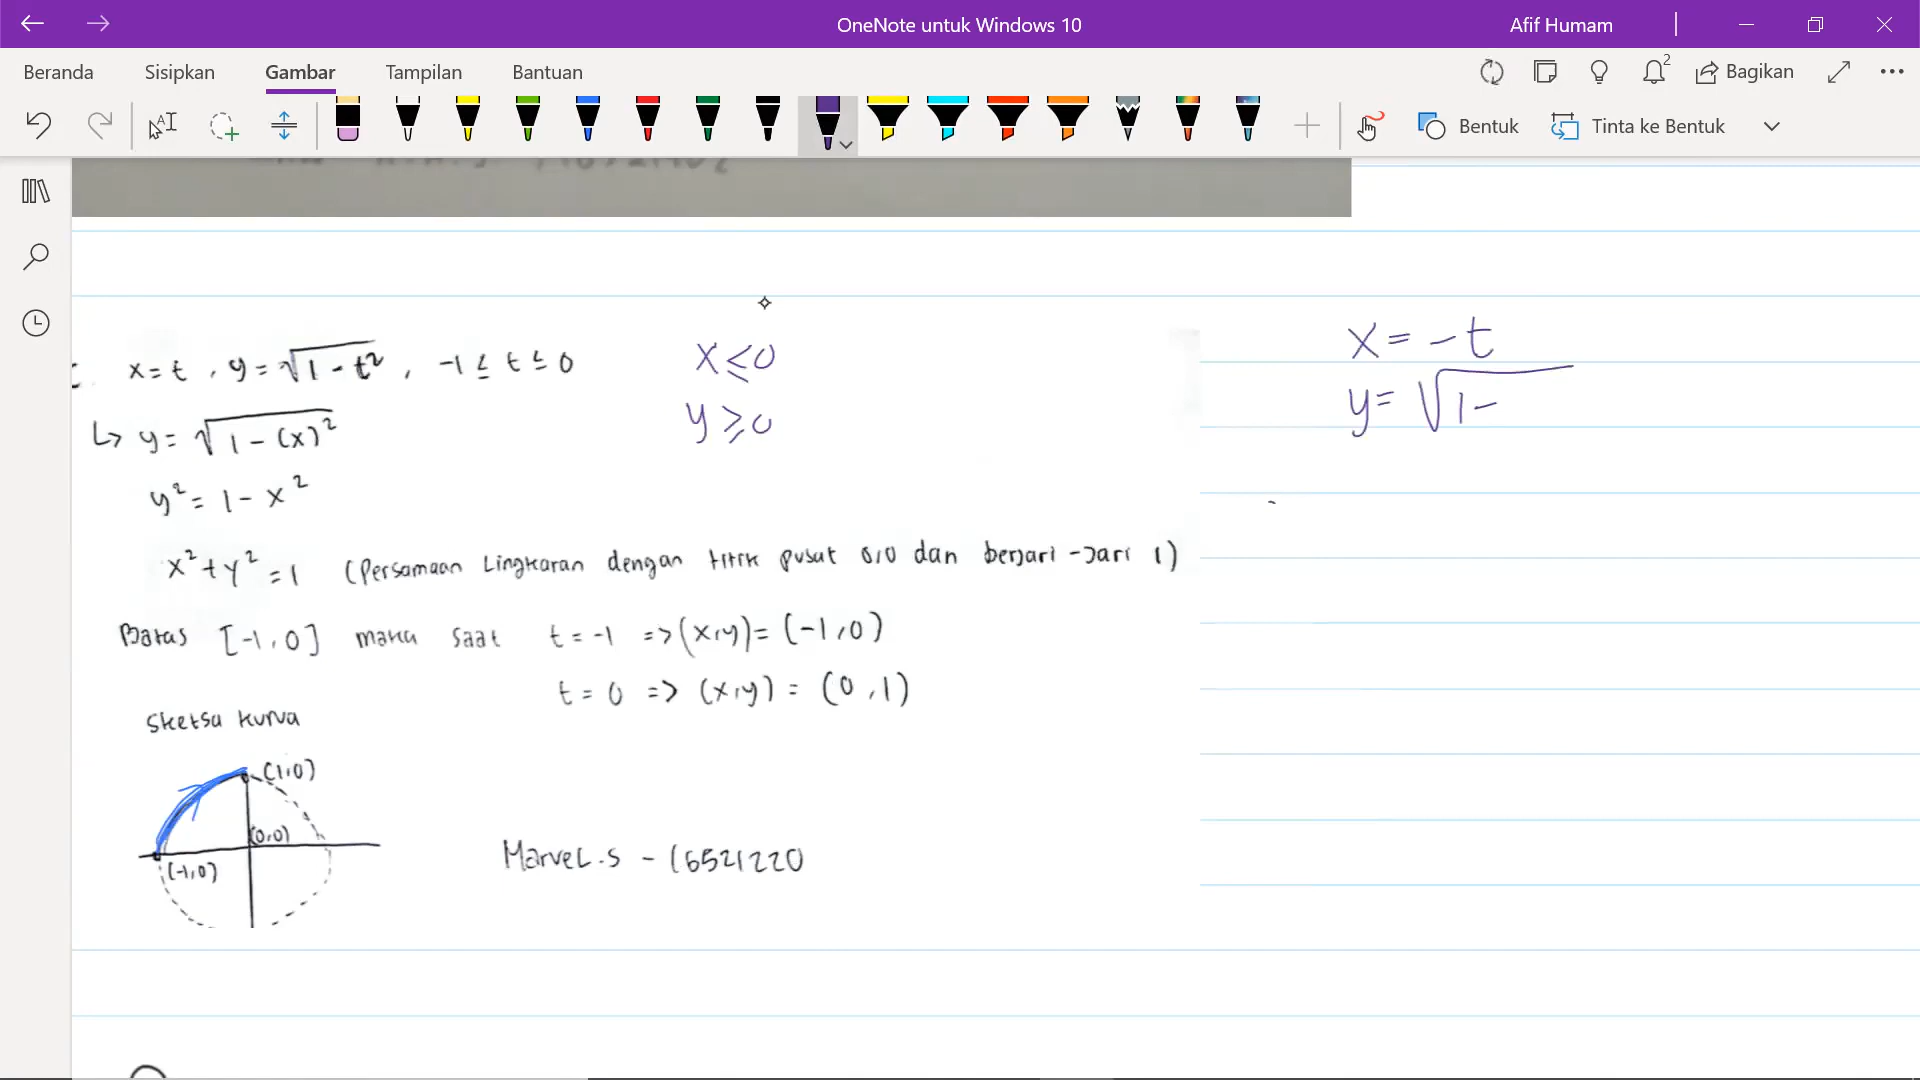 OneNote untuk Windows 10
Afif Humam
Beranda Sisipkan Gambar Tampilan Bantuan
2
Bagikan
Bentuk
Tinta ke Bentuk
x = t , y = √(1 - t²) , -1 ≤ t ≤ 0
x ≤ 0
x = -t
↳ y = √(1 - (x)²)
y ≥ 0
y = √(1 -
y² = 1 - x²
x² + y² = 1 (Persamaan Lingkaran dengan titik pusat 0,0 dan berjari-jari 1)
Batas [-1, 0] maka saat t = -1 => (x,y) = (-1,0)
t = 0 => (x,y) = (0,1)
Sketsa kurva
(1,0)
(0,0)
(-1,0)
Marvel.S - 16521220